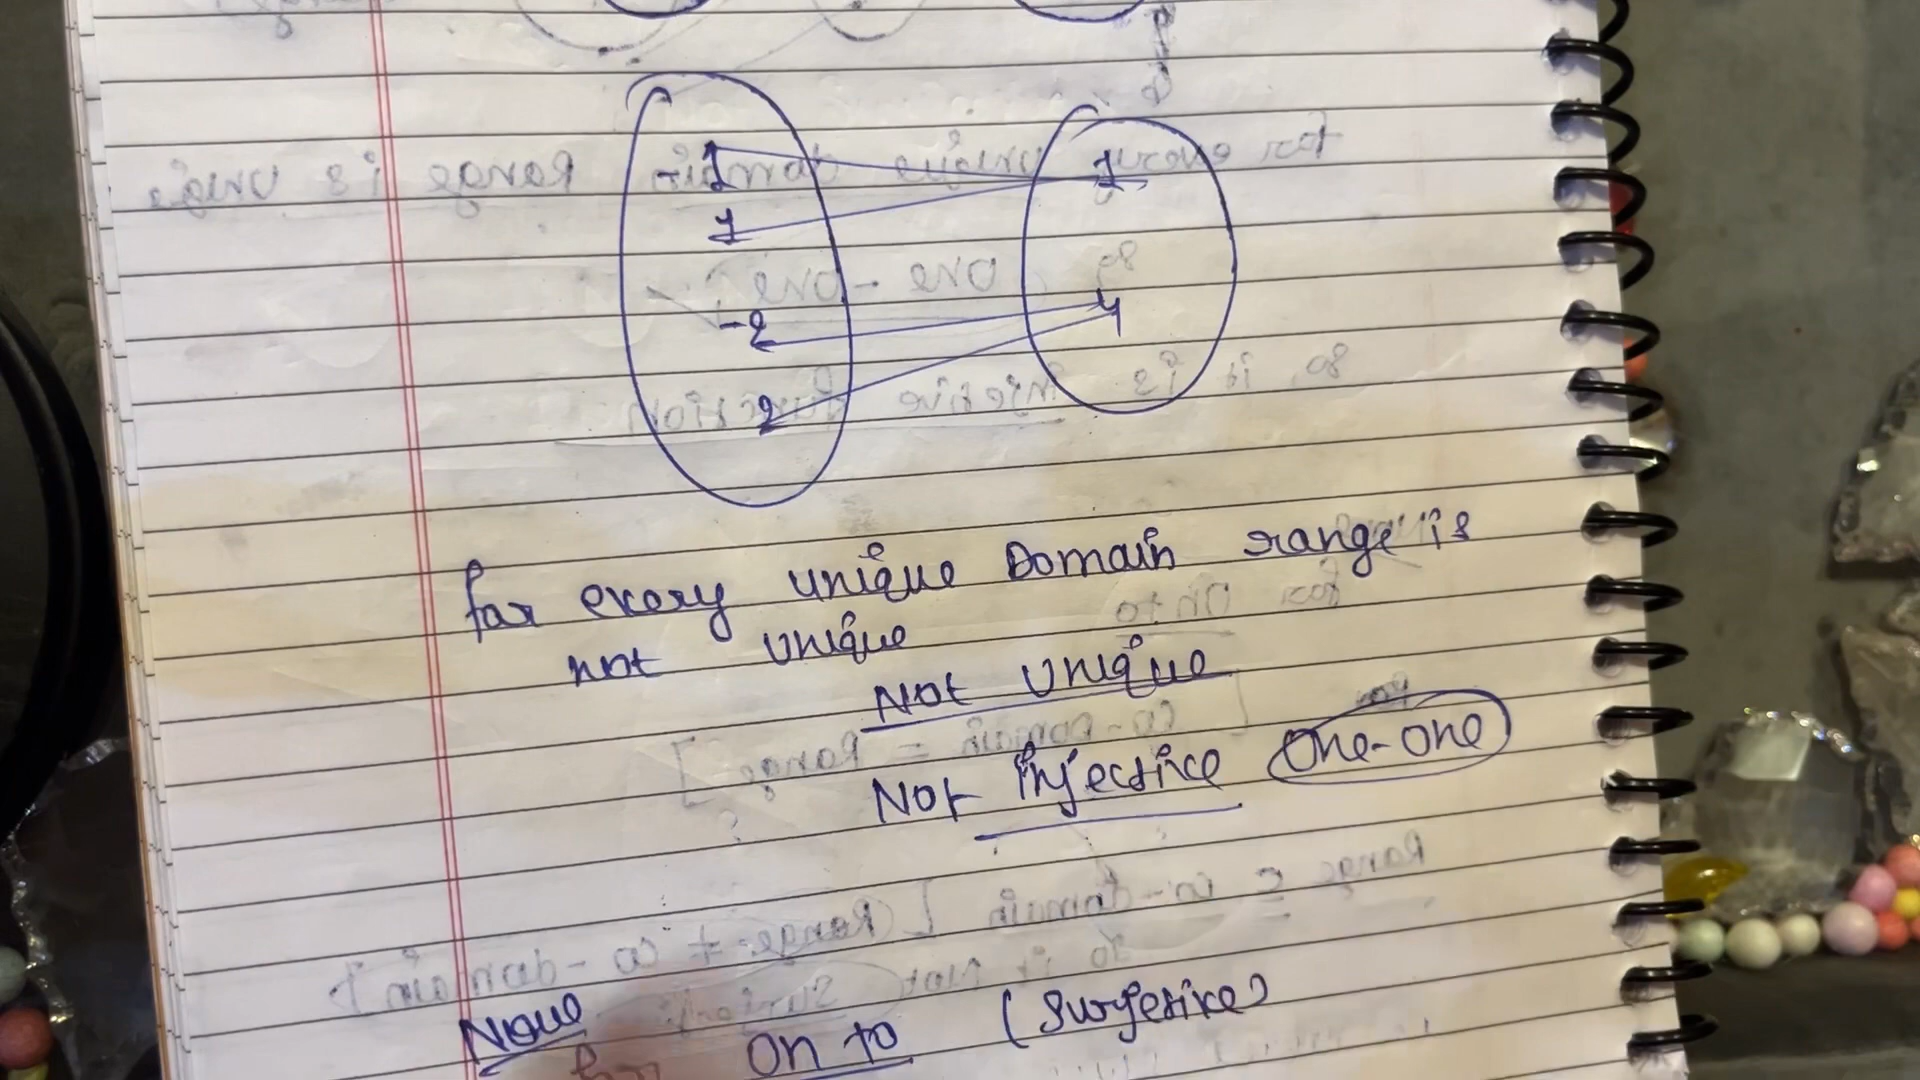 1 1
1
-2 4
2
for every unique Domain range is
not unique
Not Unique
Not Injective One-One
Now
for On to (Surjective)